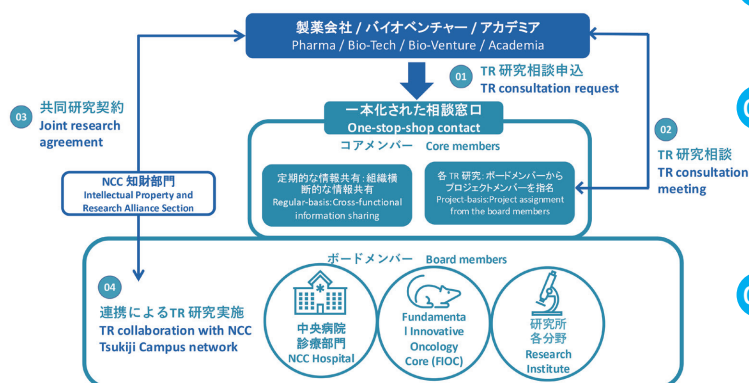 製薬会社 / バイオベンチャー / アカデミア
Pharma / Bio-Tech / Bio-Venture / Academia
01
TR 研究相談申込
TR consultation request
一本化された相談窓口
One-stop-shop contact
コアメンバー Core members
定期的な情報共有:組織横
断的な情報共有
Regular-basis:Cross-functional
information sharing
各 TR 研究:ボードメンバーから
プロジェクトメンバーを指名
Project-basis:Project assignment
from the board members
02
TR 研究相談
TR consultation
meeting
03
共同研究契約
Joint research
agreement
NCC 知財部門
Intellectual Property and
Research Alliance Section
ボードメンバー Board members
04
連携によるTR 研究実施
TR collaboration with NCC
Tsukiji Campus network
中央病院
診療部門
NCC Hospital
Fundamenta
l Innovative
Oncology
Core (FIOC)
研究所
各分野
Research
Institute